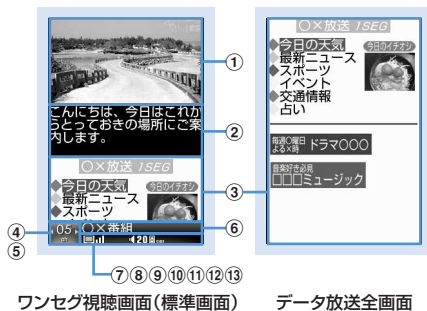 ①
こんにちは、今日はこれか
らとっておきの場所にご案
内します。
②
○×放送 1SEG
今日の天気
最新ニュース
スポーツ
今日のイチオシ
③
05
○×番組
20
④
⑤
⑥
⑦⑧⑨⑩⑪⑫⑬
ワンセグ視聴画面(標準画面)
○×放送 1SEG
今日の天気
最新ニュース
スポーツ
イベント
交通情報
占い
今日のイチオシ
毎週○曜日
よる×時
ドラマ○○○
音楽好き必見
□□□ミュージック
データ放送全画面